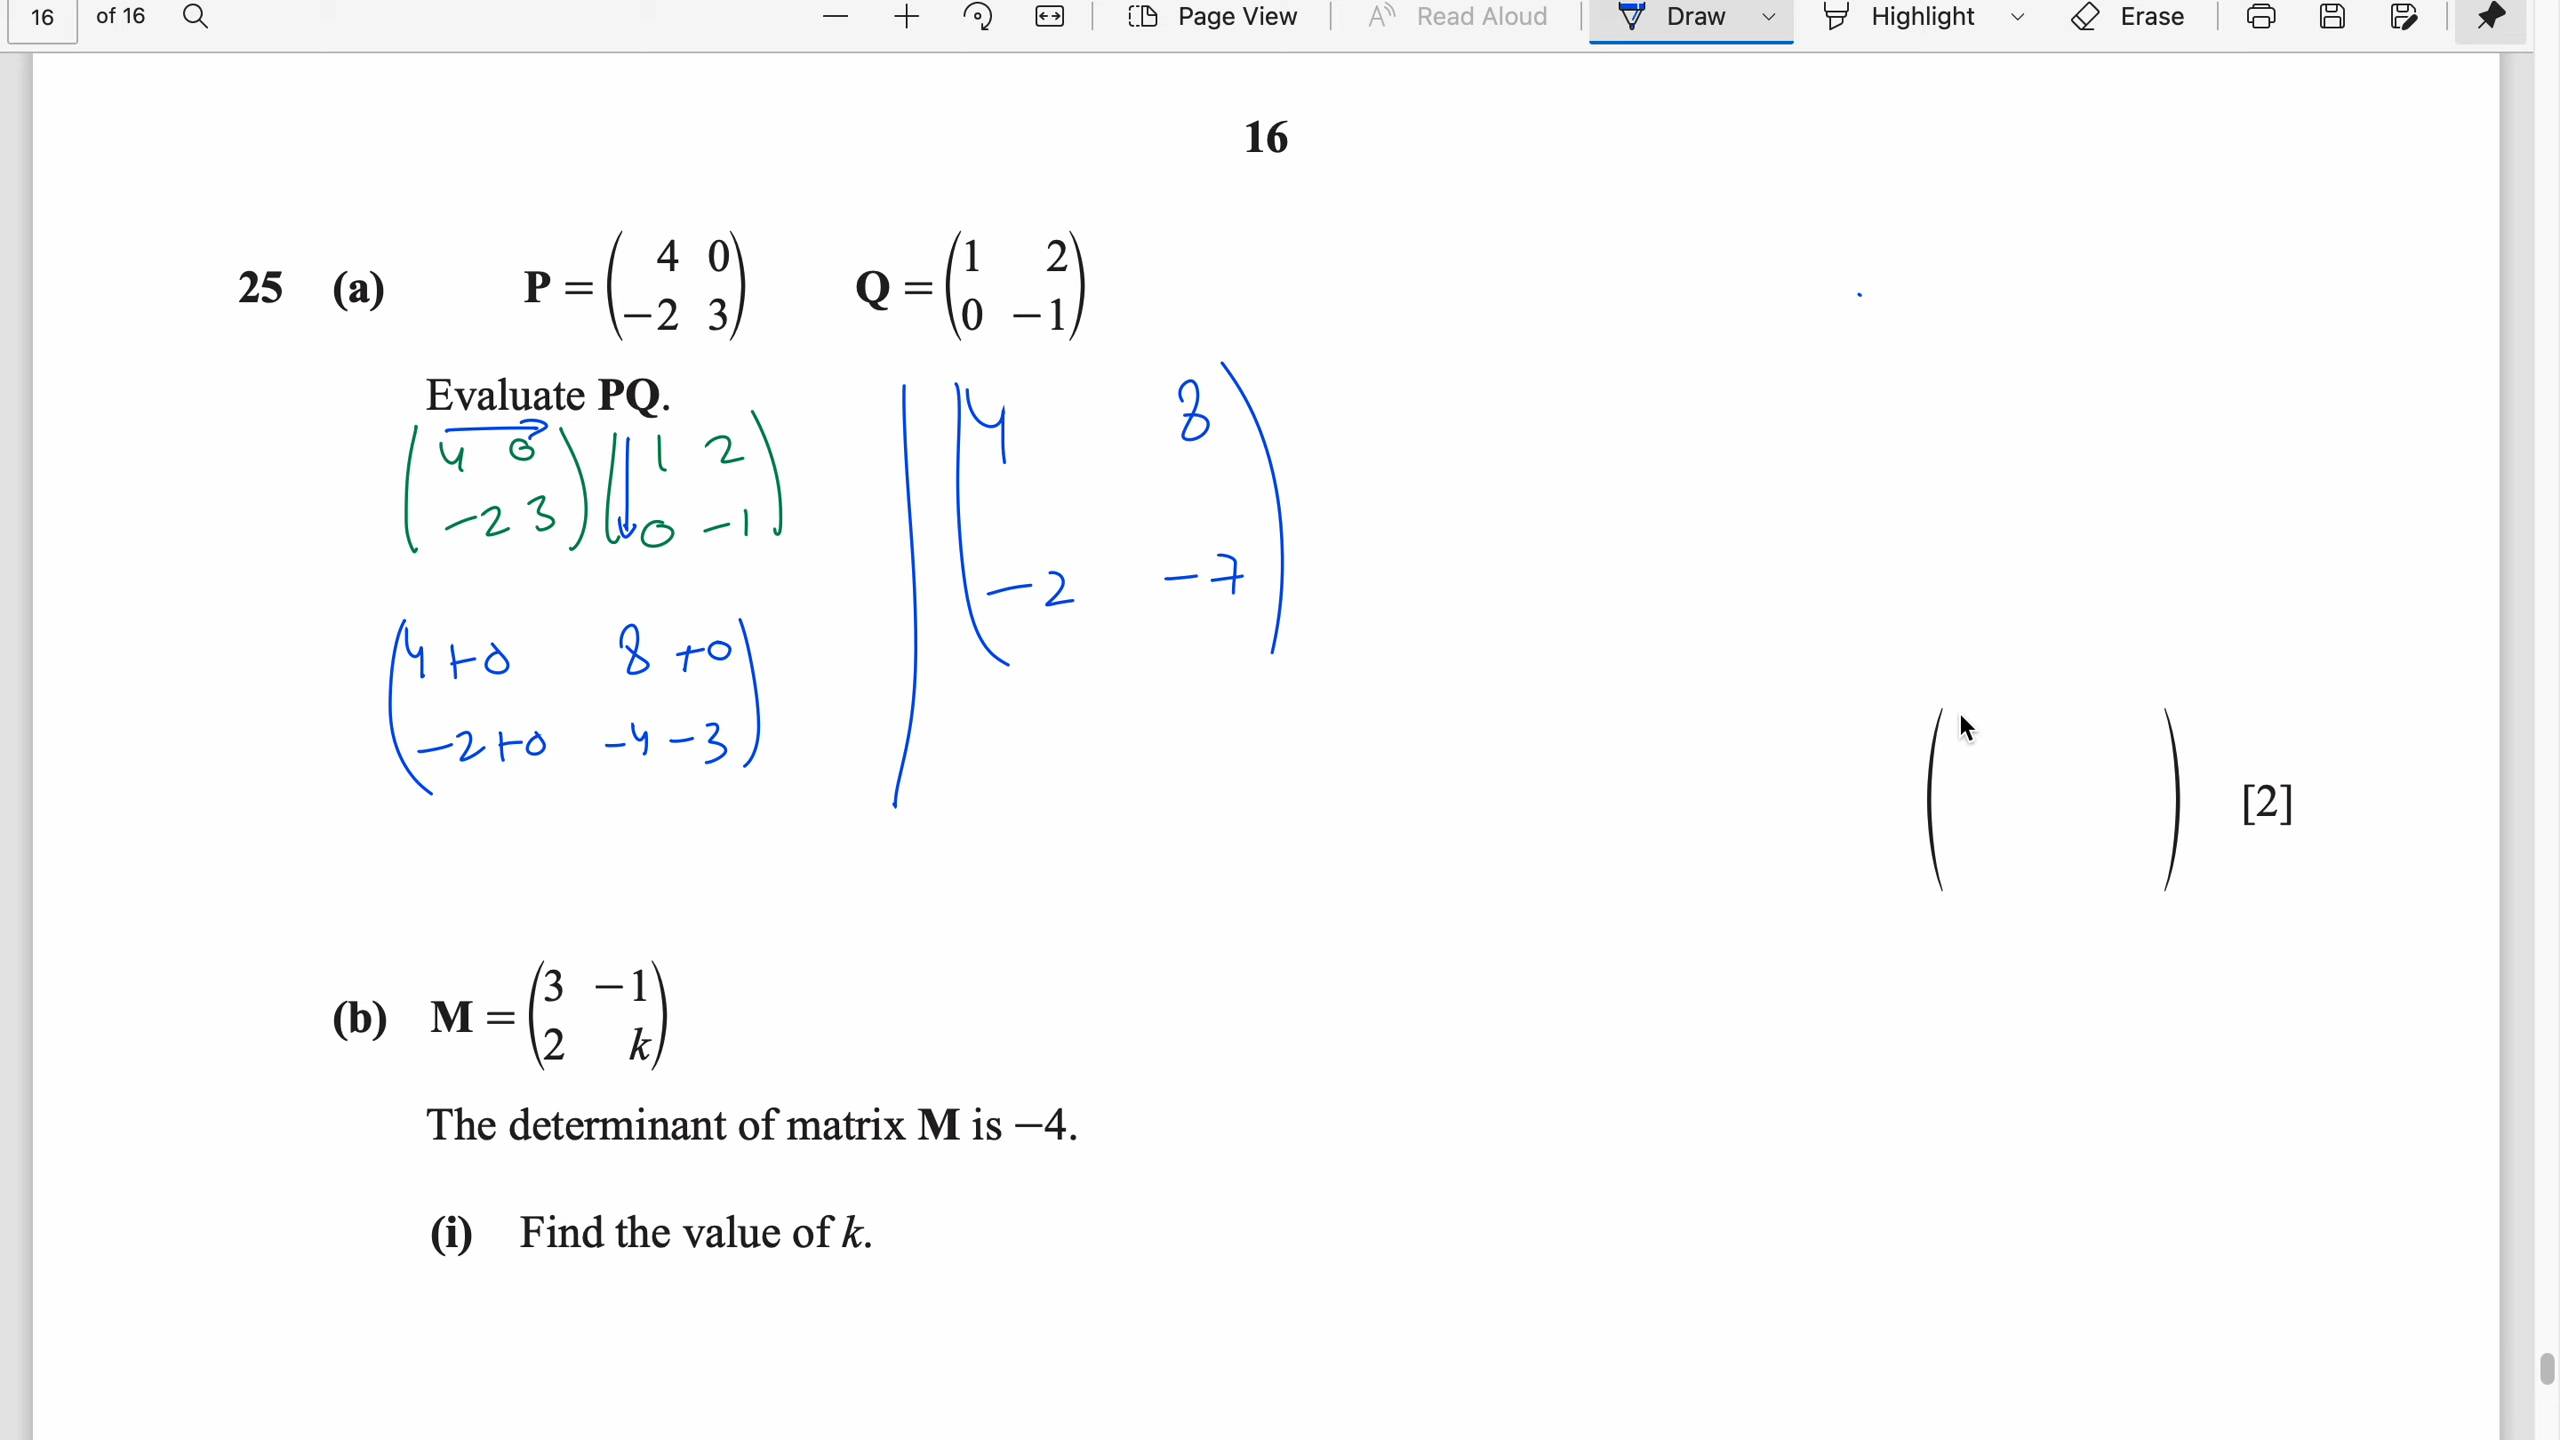 16 of 16 Page View Read Aloud Draw Highlight Erase
16
25 (a) P = ( 4 0 ) Q = ( 1 2 )
( −2 3 ) ( 0 −1 )
Evaluate PQ.
( 4 0 ) ( 1 2 ) ( 4 8 )
( −2 3 ) ( 0 −1 ) ( −2 −7 )
( 4+0 8+0 )
( −2+0 −4−3 )
( ) [2]
(b) M = ( 3 −1 )
( 2 k )
The determinant of matrix M is −4.
(i) Find the value of k.